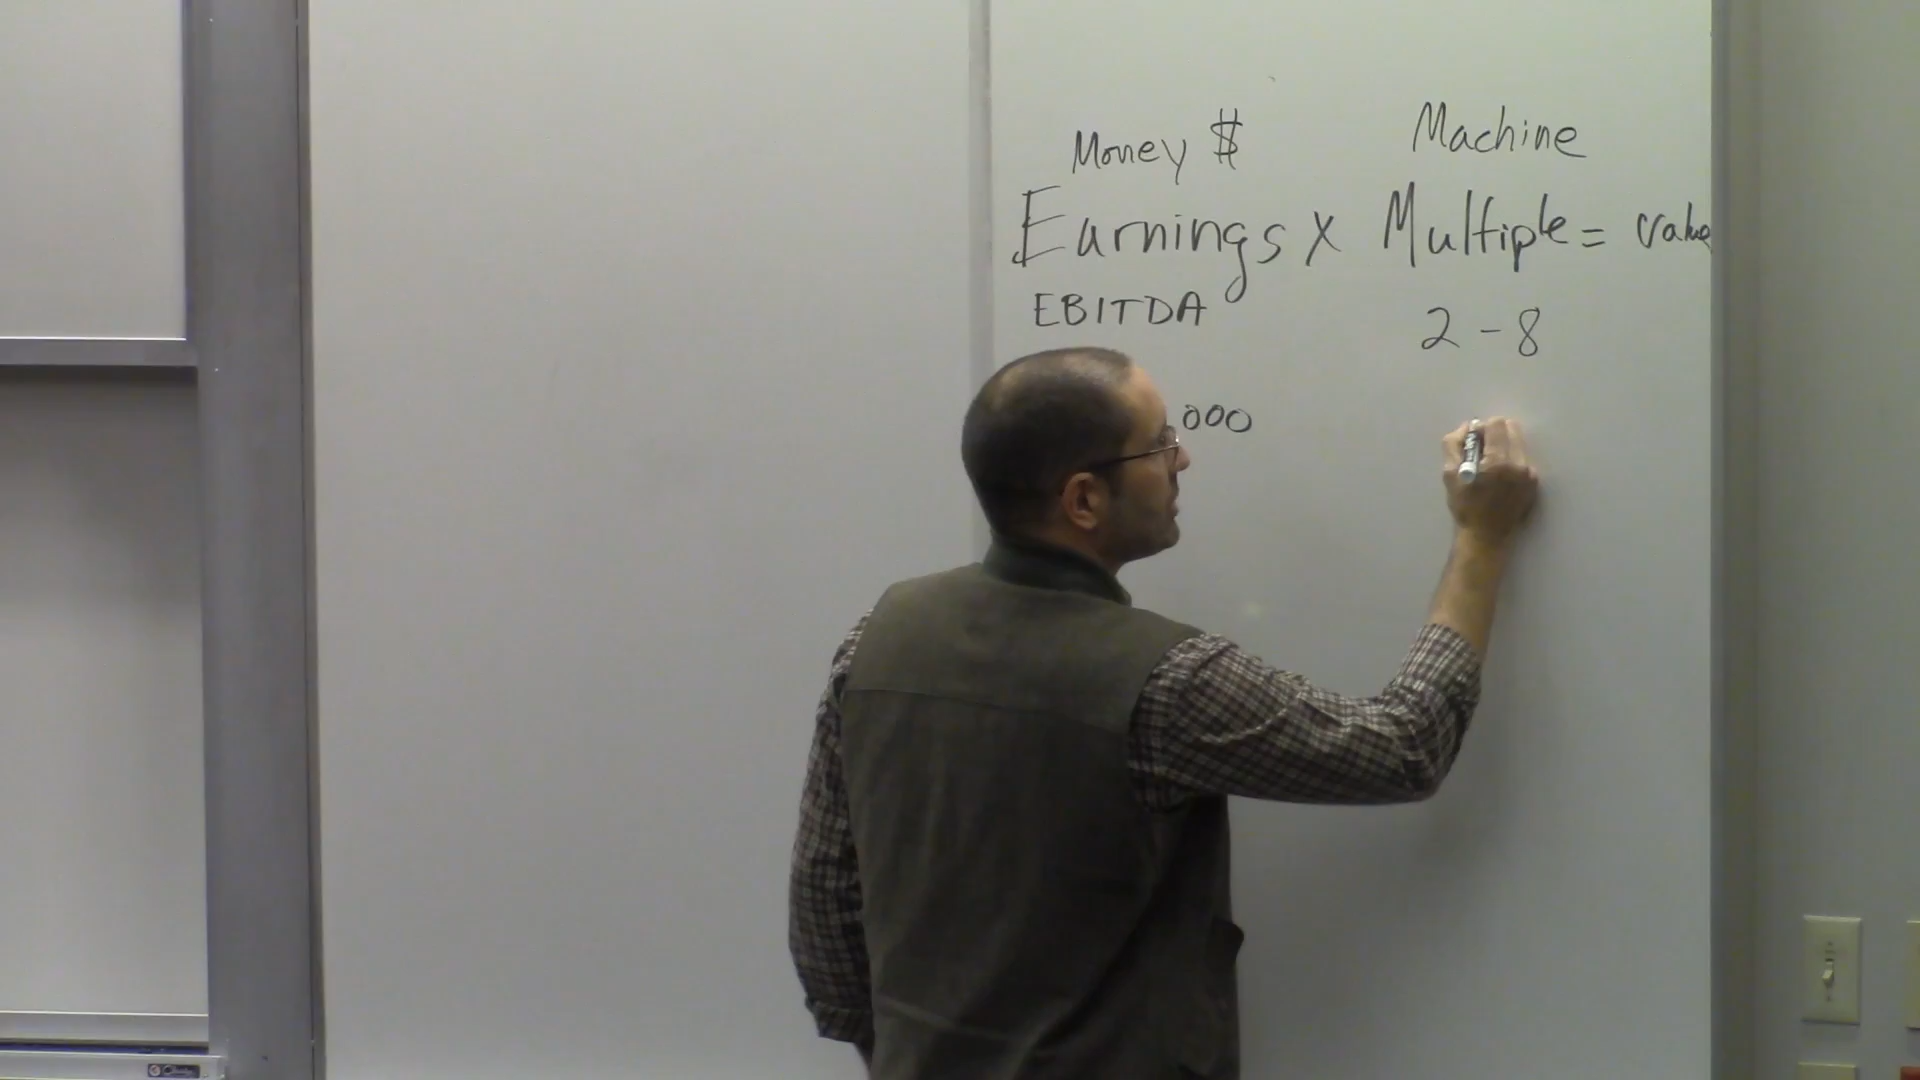 Money $ Machine
Earnings x Multiple = value
EBITDA 2 - 8
000